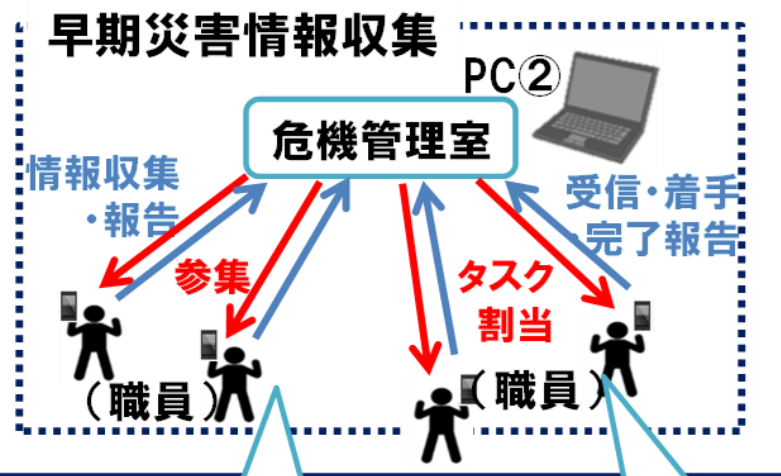 早期災害情報収集
PC②
危機管理室
情報収集
・報告
受信・着手
・完了報告
参集
タスク
割当
（職員）
（職員）